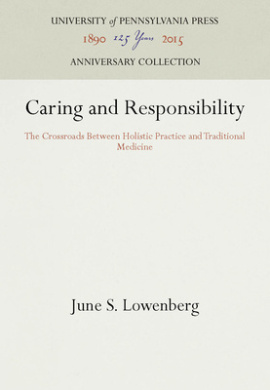 UNIVERSITY of PENNSYLVANIA PRESS
1890 125 Years 2015
ANNIVERSARY COLLECTION
Caring and Responsibility
The Crossroads Between Holistic Practice and Traditional
Medicine
June S. Lowenberg